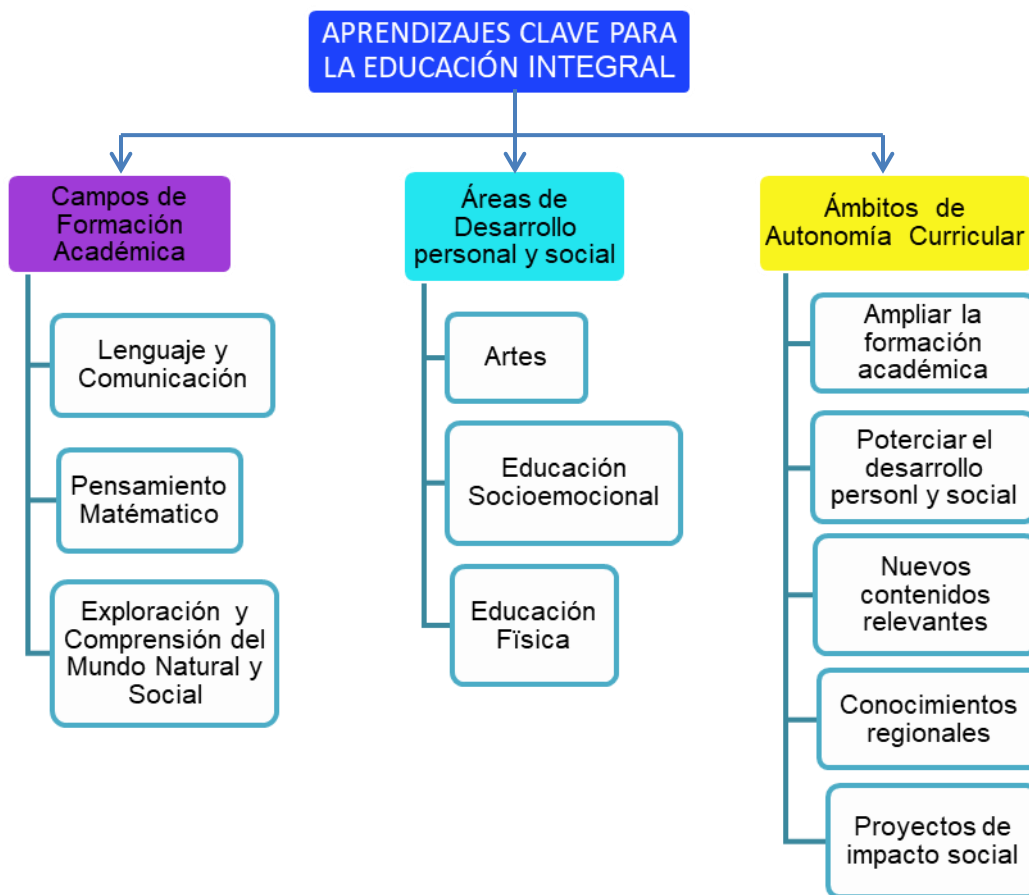 APRENDIZAJES CLAVE PARA
LA EDUCACIÓN INTEGRAL
Campos de
Formación
Académica
Lenguaje y
Comunicación
Pensamiento
Matématico
Exploración y
Comprensión del
Mundo Natural y
Social
Áreas de
Desarrollo
personal y social
Artes
Educación
Socioemocional
Educación
Fïsica
Ámbitos de
Autonomía Curricular
Ampliar la
formación
académica
Poterciar el
desarrollo
personl y social
Nuevos
contenidos
relevantes
Conocimientos
regionales
Proyectos de
impacto social